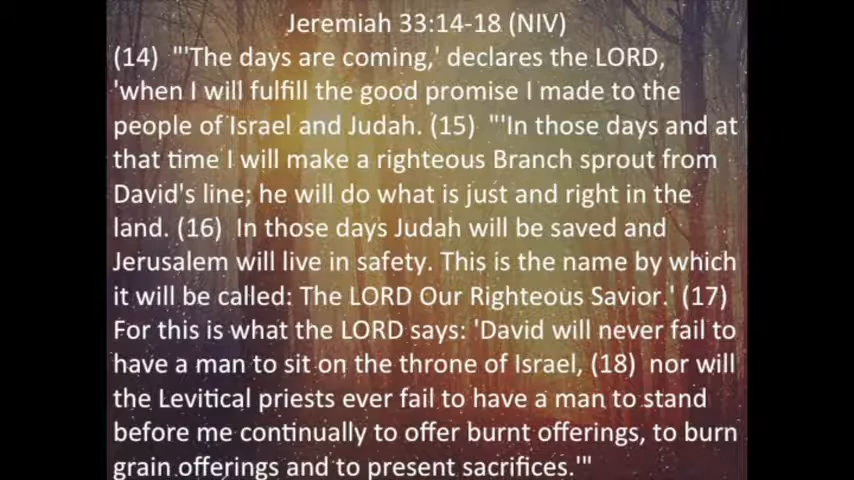 Jeremiah 33:14-18 (NIV)
(14)  "'The days are coming,' declares the LORD,
'when I will fulfill the good promise I made to the
people of Israel and Judah. (15)  "'In those days and at
that time I will make a righteous Branch sprout from
David's line; he will do what is just and right in the
land. (16)  In those days Judah will be saved and
Jerusalem will live in safety. This is the name by which
it will be called: The LORD Our Righteous Savior.' (17)
For this is what the LORD says: 'David will never fail to
have a man to sit on the throne of Israel, (18)  nor will
the Levitical priests ever fail to have a man to stand
before me continually to offer burnt offerings, to burn
grain offerings and to present sacrifices.'"